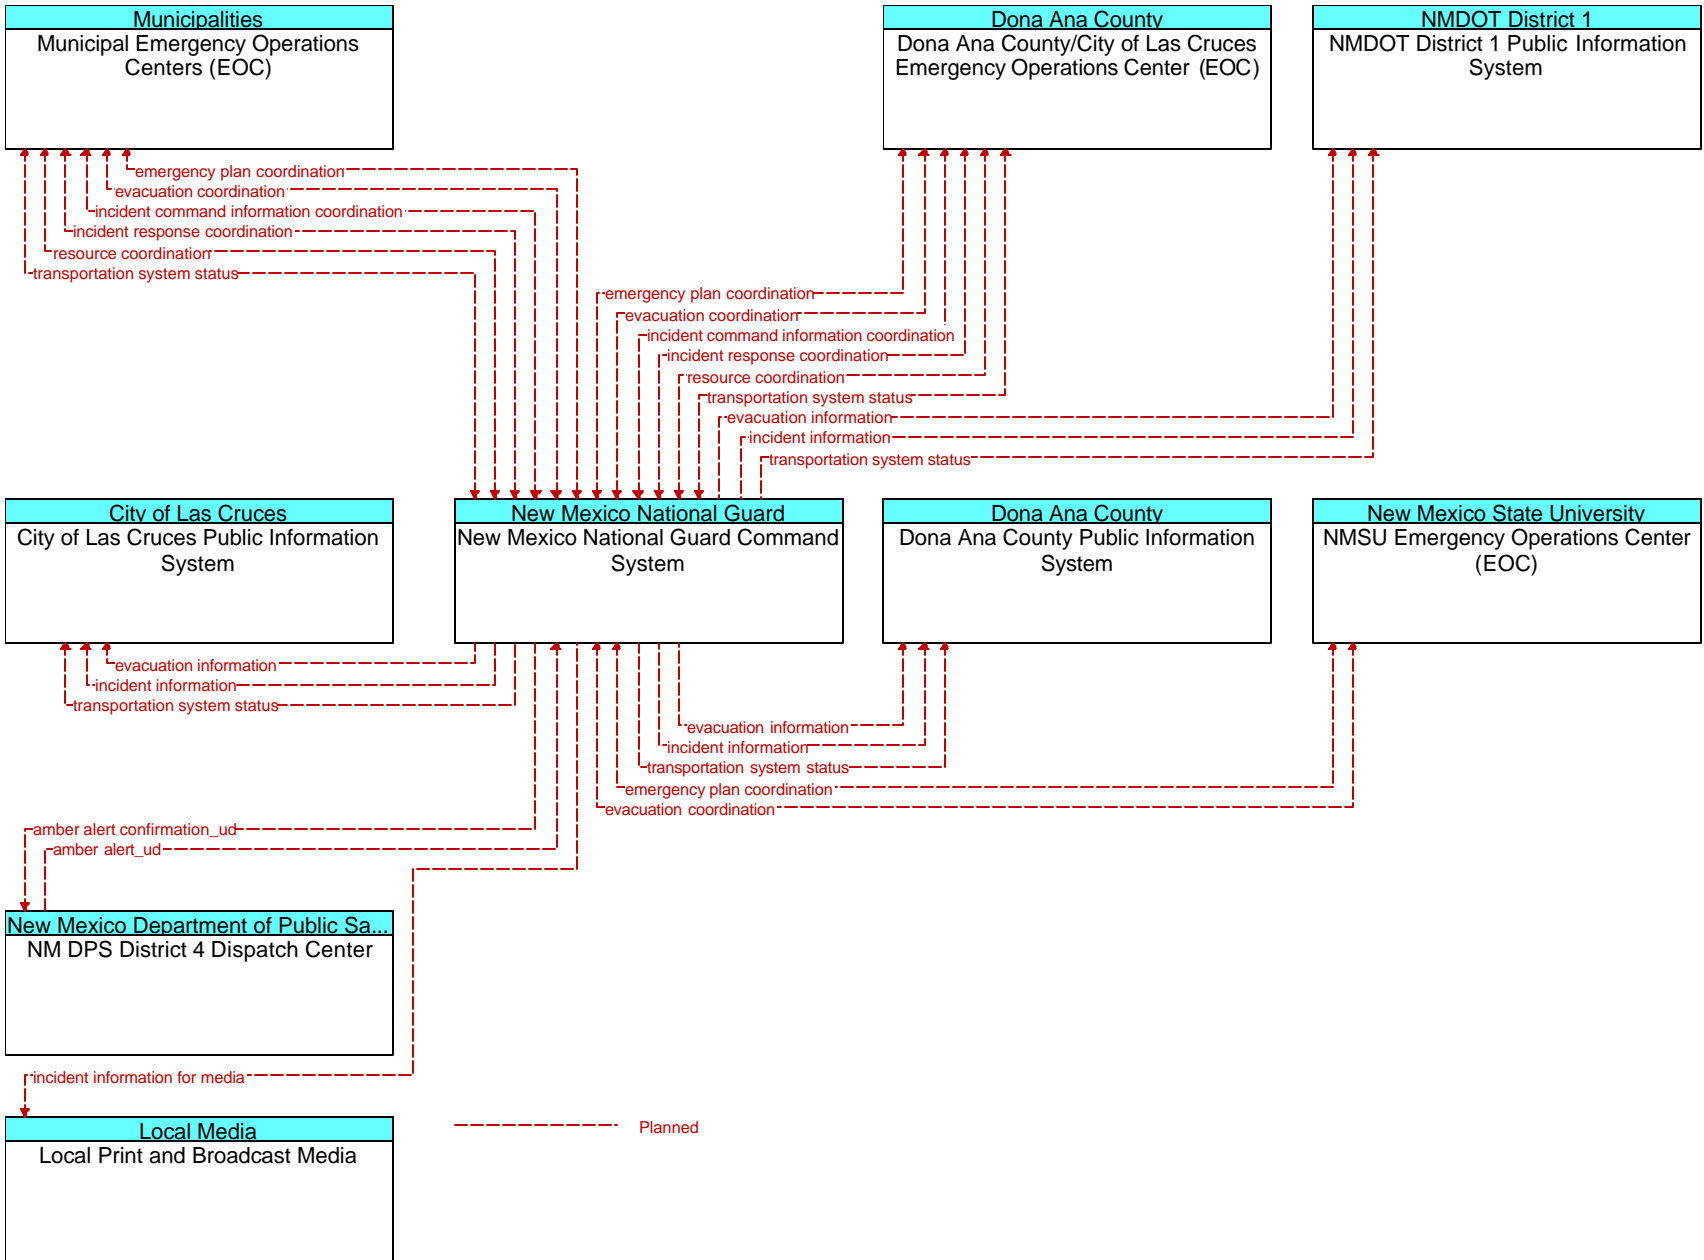 Municipalities
Municipal Emergency Operations
Centers (EOC)
Dona Ana County
Dona Ana County/City of Las Cruces
Emergency Operations Center (EOC)
NMDOT District 1
NMDOT District 1 Public Information
System
emergency plan coordination
evacuation coordination
incident command information coordination
incident response coordination
resource coordination
transportation system status
emergency plan coordination
evacuation coordination
incident command information coordination
incident response coordination
resource coordination
transportation system status
evacuation information
incident information
transportation system status
City of Las Cruces
City of Las Cruces Public Information
System
New Mexico National Guard
New Mexico National Guard Command
System
Dona Ana County
Dona Ana County Public Information
System
New Mexico State University
NMSU Emergency Operations Center
(EOC)
evacuation information
incident information
transportation system status
evacuation information
incident information
transportation system status
emergency plan coordination
evacuation coordination
amber alert confirmation_ud
amber alert_ud
New Mexico Department of Public Sa...
NM DPS District 4 Dispatch Center
incident information for media
Local Media
Local Print and Broadcast Media
Planned